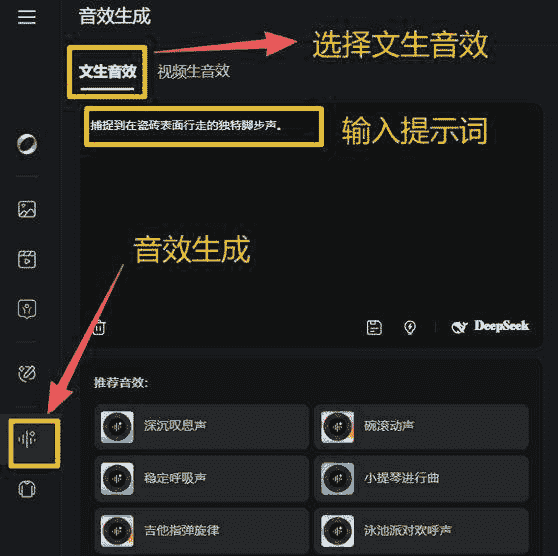 音效生成
文生音效
视频生音效
选择文生音效
捕捉到在瓷砖表面行走的独特脚步声。
输入提示词
音效生成
DeepSeek
推荐音效:
深沉叹息声
碗滚动声
稳定呼吸声
小提琴进行曲
吉他指弹旋律
泳池派对欢呼声